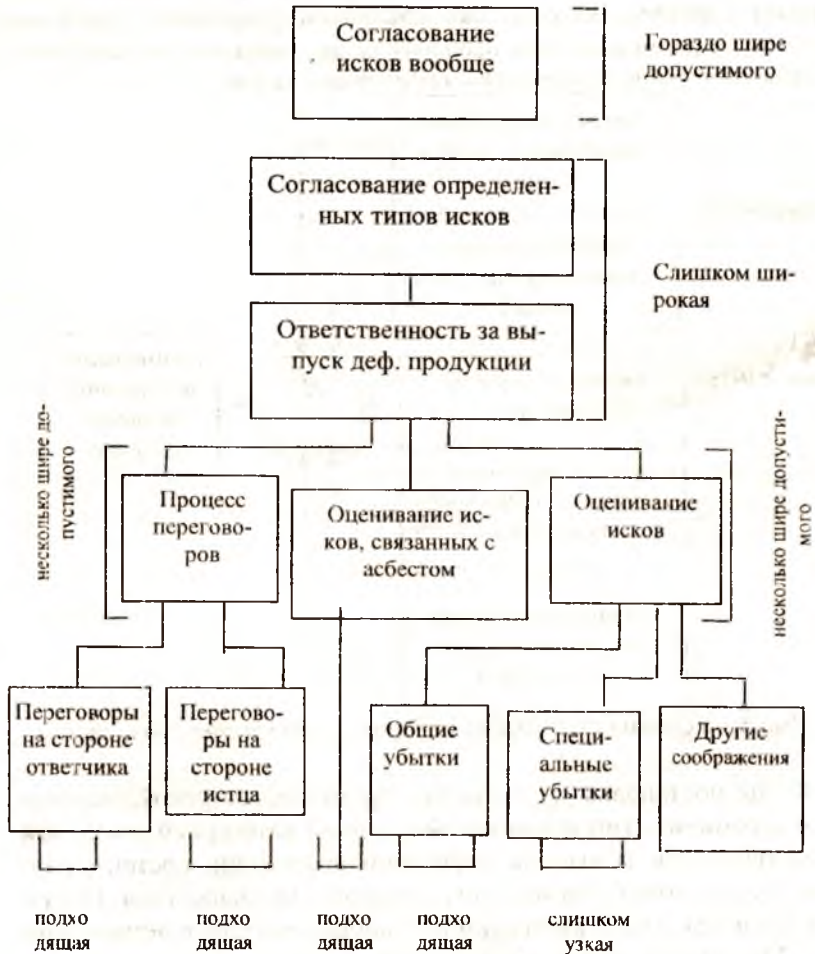 Согласование
исков вообще
Гораздо шире
допустимого
Согласование определен-
ных типов исков
Слишком ши-
рокая
Ответственность за вы-
пуск деф. продукции
несколько шире до-
пустимого
Процесс
перегово-
ров
Оценивание ис-
ков, связанных с
асбестом
Оценивание
исков
несколько шире допусти-
мого
Переговоры
на стороне
ответчика
Перегово-
ры на
стороне
истца
Общие
убытки
Специ-
альные
убытки
Другие
соображения
подхо
дящая
подхо
дящая
подхо
дящая
подхо
дящая
слишком
узкая